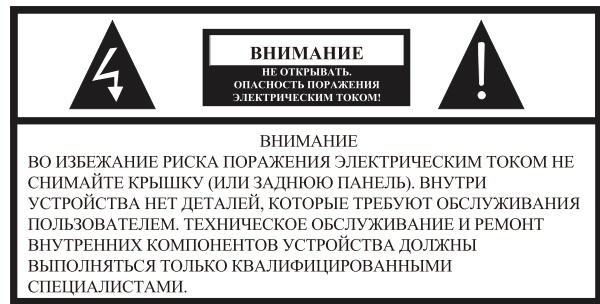 ВНИМАНИЕ
НЕ ОТКРЫВАТЬ.
ОПАСНОСТЬ ПОРАЖЕНИЯ
ЭЛЕКТРИЧЕСКИМ ТОКОМ!
ВНИМАНИЕ
ВО ИЗБЕЖАНИЕ РИСКА ПОРАЖЕНИЯ ЭЛЕКТРИЧЕСКИМ ТОКОМ НЕ
СНИМАЙТЕ КРЫШКУ (ИЛИ ЗАДНЮЮ ПАНЕЛЬ). ВНУТРИ
УСТРОЙСТВА НЕТ ДЕТАЛЕЙ, КОТОРЫЕ ТРЕБУЮТ ОБСЛУЖИВАНИЯ
ПОЛЬЗОВАТЕЛЕМ. ТЕХНИЧЕСКОЕ ОБСЛУЖИВАНИЕ И РЕМОНТ
ВНУТРЕННИХ КОМПОНЕНТОВ УСТРОЙСТВА ДОЛЖНЫ
ВЫПОЛНЯТЬСЯ ТОЛЬКО КВАЛИФИЦИРОВАННЫМИ
СПЕЦИАЛИСТАМИ.